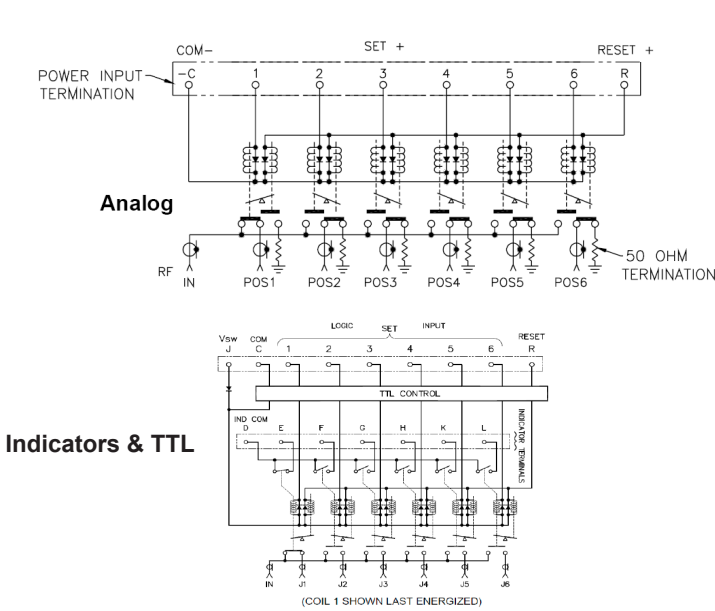 COM- SET + RESET +
POWER INPUT TERMINATION
-C 1 2 3 4 5 6 R
Analog
RF IN
POS1 POS2 POS3 POS4 POS5 POS6
50 OHM TERMINATION
LOGIC SET INPUT
Vsw J
COM C
1 2 3 4 5 6
RESET R
TTL CONTROL
IND COM
D E F G H K L
INDICATOR TERMINALS
Indicators & TTL
IN J1 J2 J3 J4 J5 J6
(COIL 1 SHOWN LAST ENERGIZED)